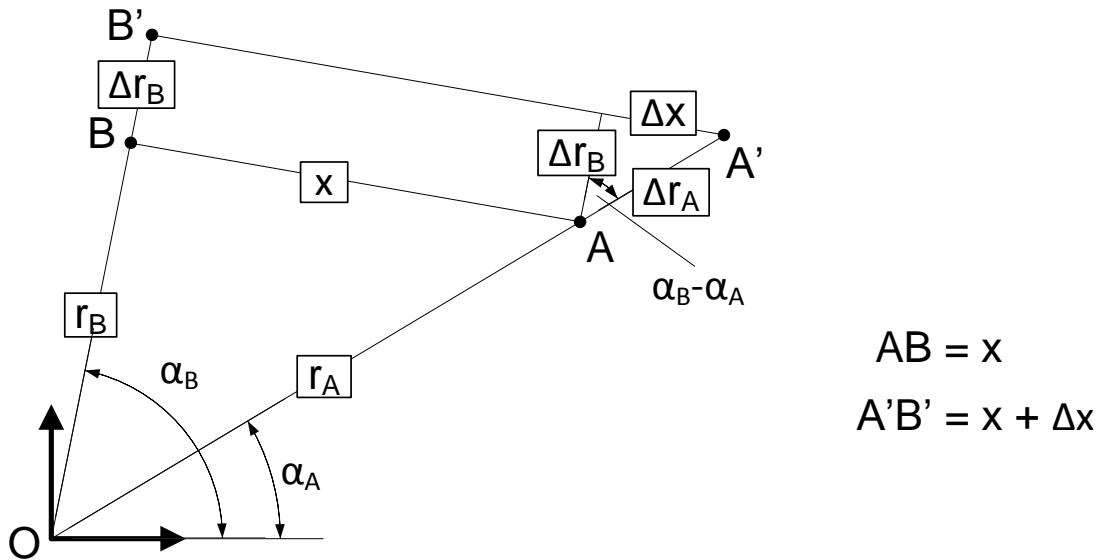 B’
Δr_B
Δx
B
Δr_B
A’
x
Δr_A
A
α_B-α_A
r_B
AB = x
α_B
r_A
A’B’ = x + Δx
α_A
O